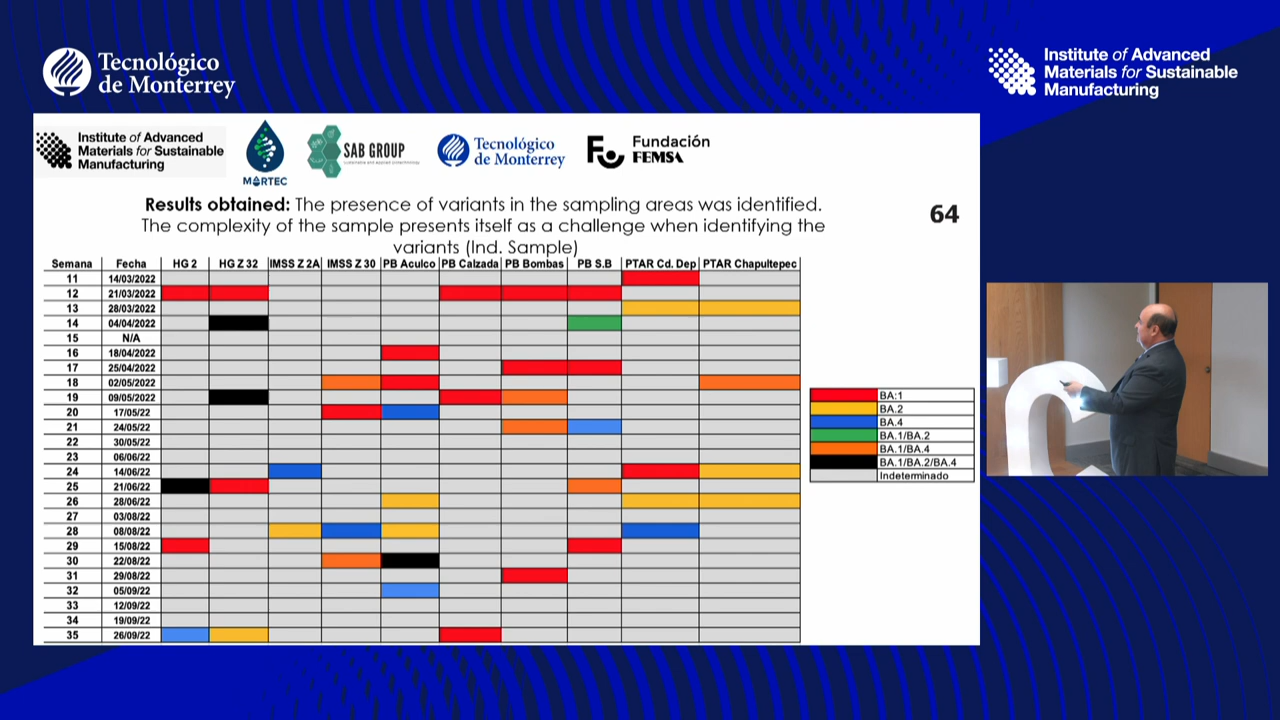 Tecnológico
de Monterrey
Institute of Advanced
Materials for Sustainable
Manufacturing
Institute of Advanced
Materials for Sustainable
Manufacturing
MARTEC
SAB GROUP
Tecnológico
de Monterrey
Fundación
FEMSA
Results obtained: The presence of variants in the sampling areas was identified.
The complexity of the sample presents itself as a challenge when identifying the
variants (Ind. Sample)
64
Semana Fecha HG 2 HG Z 32 IMSS Z 2A IMSS Z 30 PB Aculco PB Calzada PB Bombas PB S.B PTAR Cd. Dep PTAR Chapultepec
11 14/03/2022
12 21/03/2022
13 28/03/2022
14 04/04/2022
15 N/A
16 18/04/2022
17 25/04/2022
18 02/05/2022
19 09/05/2022
20 17/05/22
21 24/05/22
22 30/05/22
23 06/06/22
24 14/06/22
25 21/06/22
26 28/06/22
27 03/08/22
28 08/08/22
29 15/08/22
30 22/08/22
31 29/08/22
32 05/09/22
33 12/09/22
34 19/09/22
35 26/09/22
BA:1
BA.2
BA.4
BA.1/BA.2
BA.1/BA.4
BA.1/BA.2/BA.4
Indeterminado